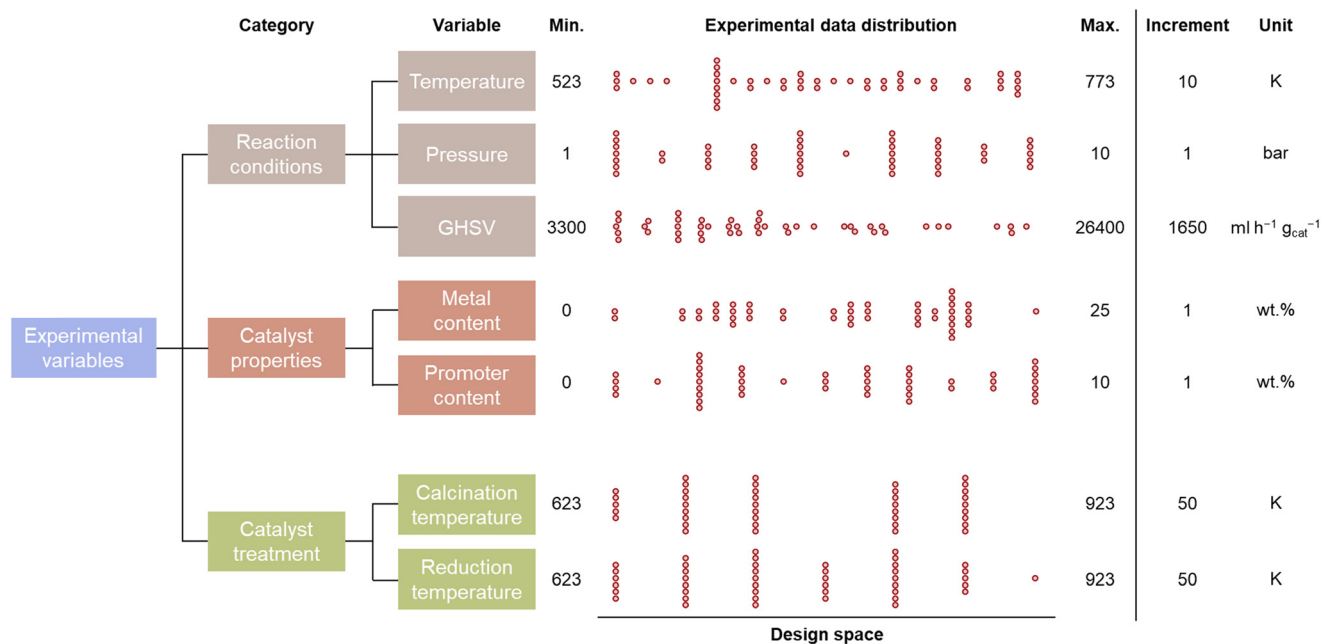 Category Variable Min. Experimental data distribution Max. Increment Unit
Temperature 523 773 10 K
Reaction
conditions
Pressure 1 10 1 bar
GHSV 3300 26400 1650 ml h⁻¹ g_cat⁻¹
Experimental
variables
Catalyst
properties
Metal
content 0 25 1 wt.%
Promoter
content 0 10 1 wt.%
Catalyst
treatment
Calcination
temperature 623 923 50 K
Reduction
temperature 623 923 50 K
Design space